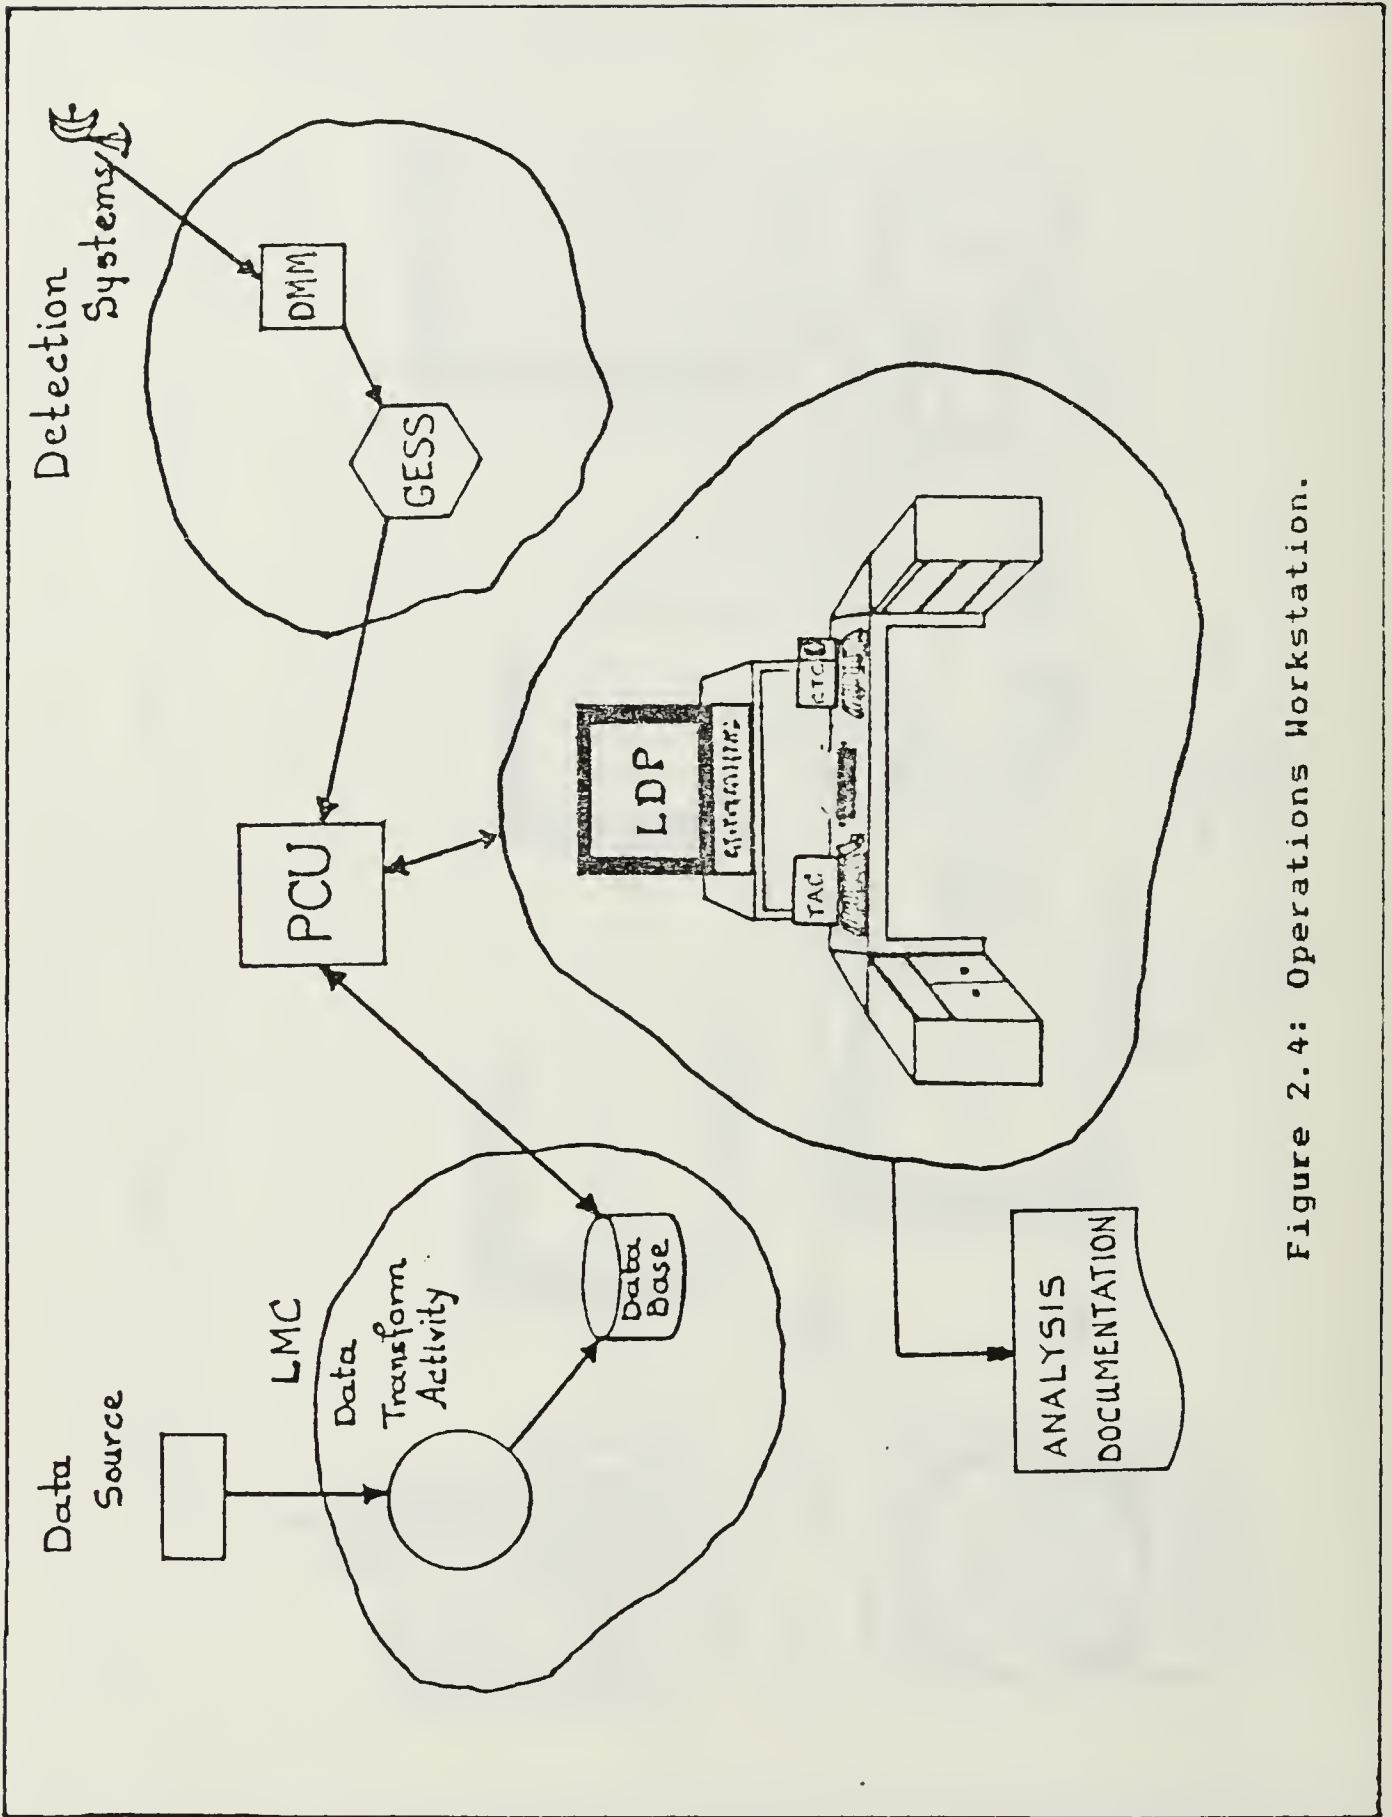 Data
Source
LMC
Data
Transform
Activity
Data
Base
PCU
Detection
Systems
DMM
GESS
LDP
TAC
ANALYSIS
DOCUMENTATION
Figure 2.4: Operations Workstation.